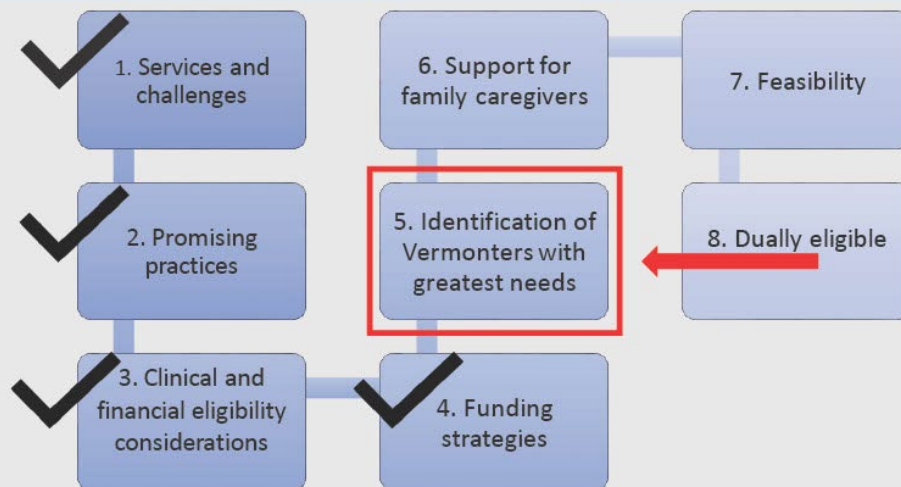 1. Services and
challenges
2. Promising
practices
3. Clinical and
financial eligibility
considerations
4. Funding
strategies
5. Identification of
Vermonters with
greatest needs
6. Support for
family caregivers
7. Feasibility
8. Dually eligible